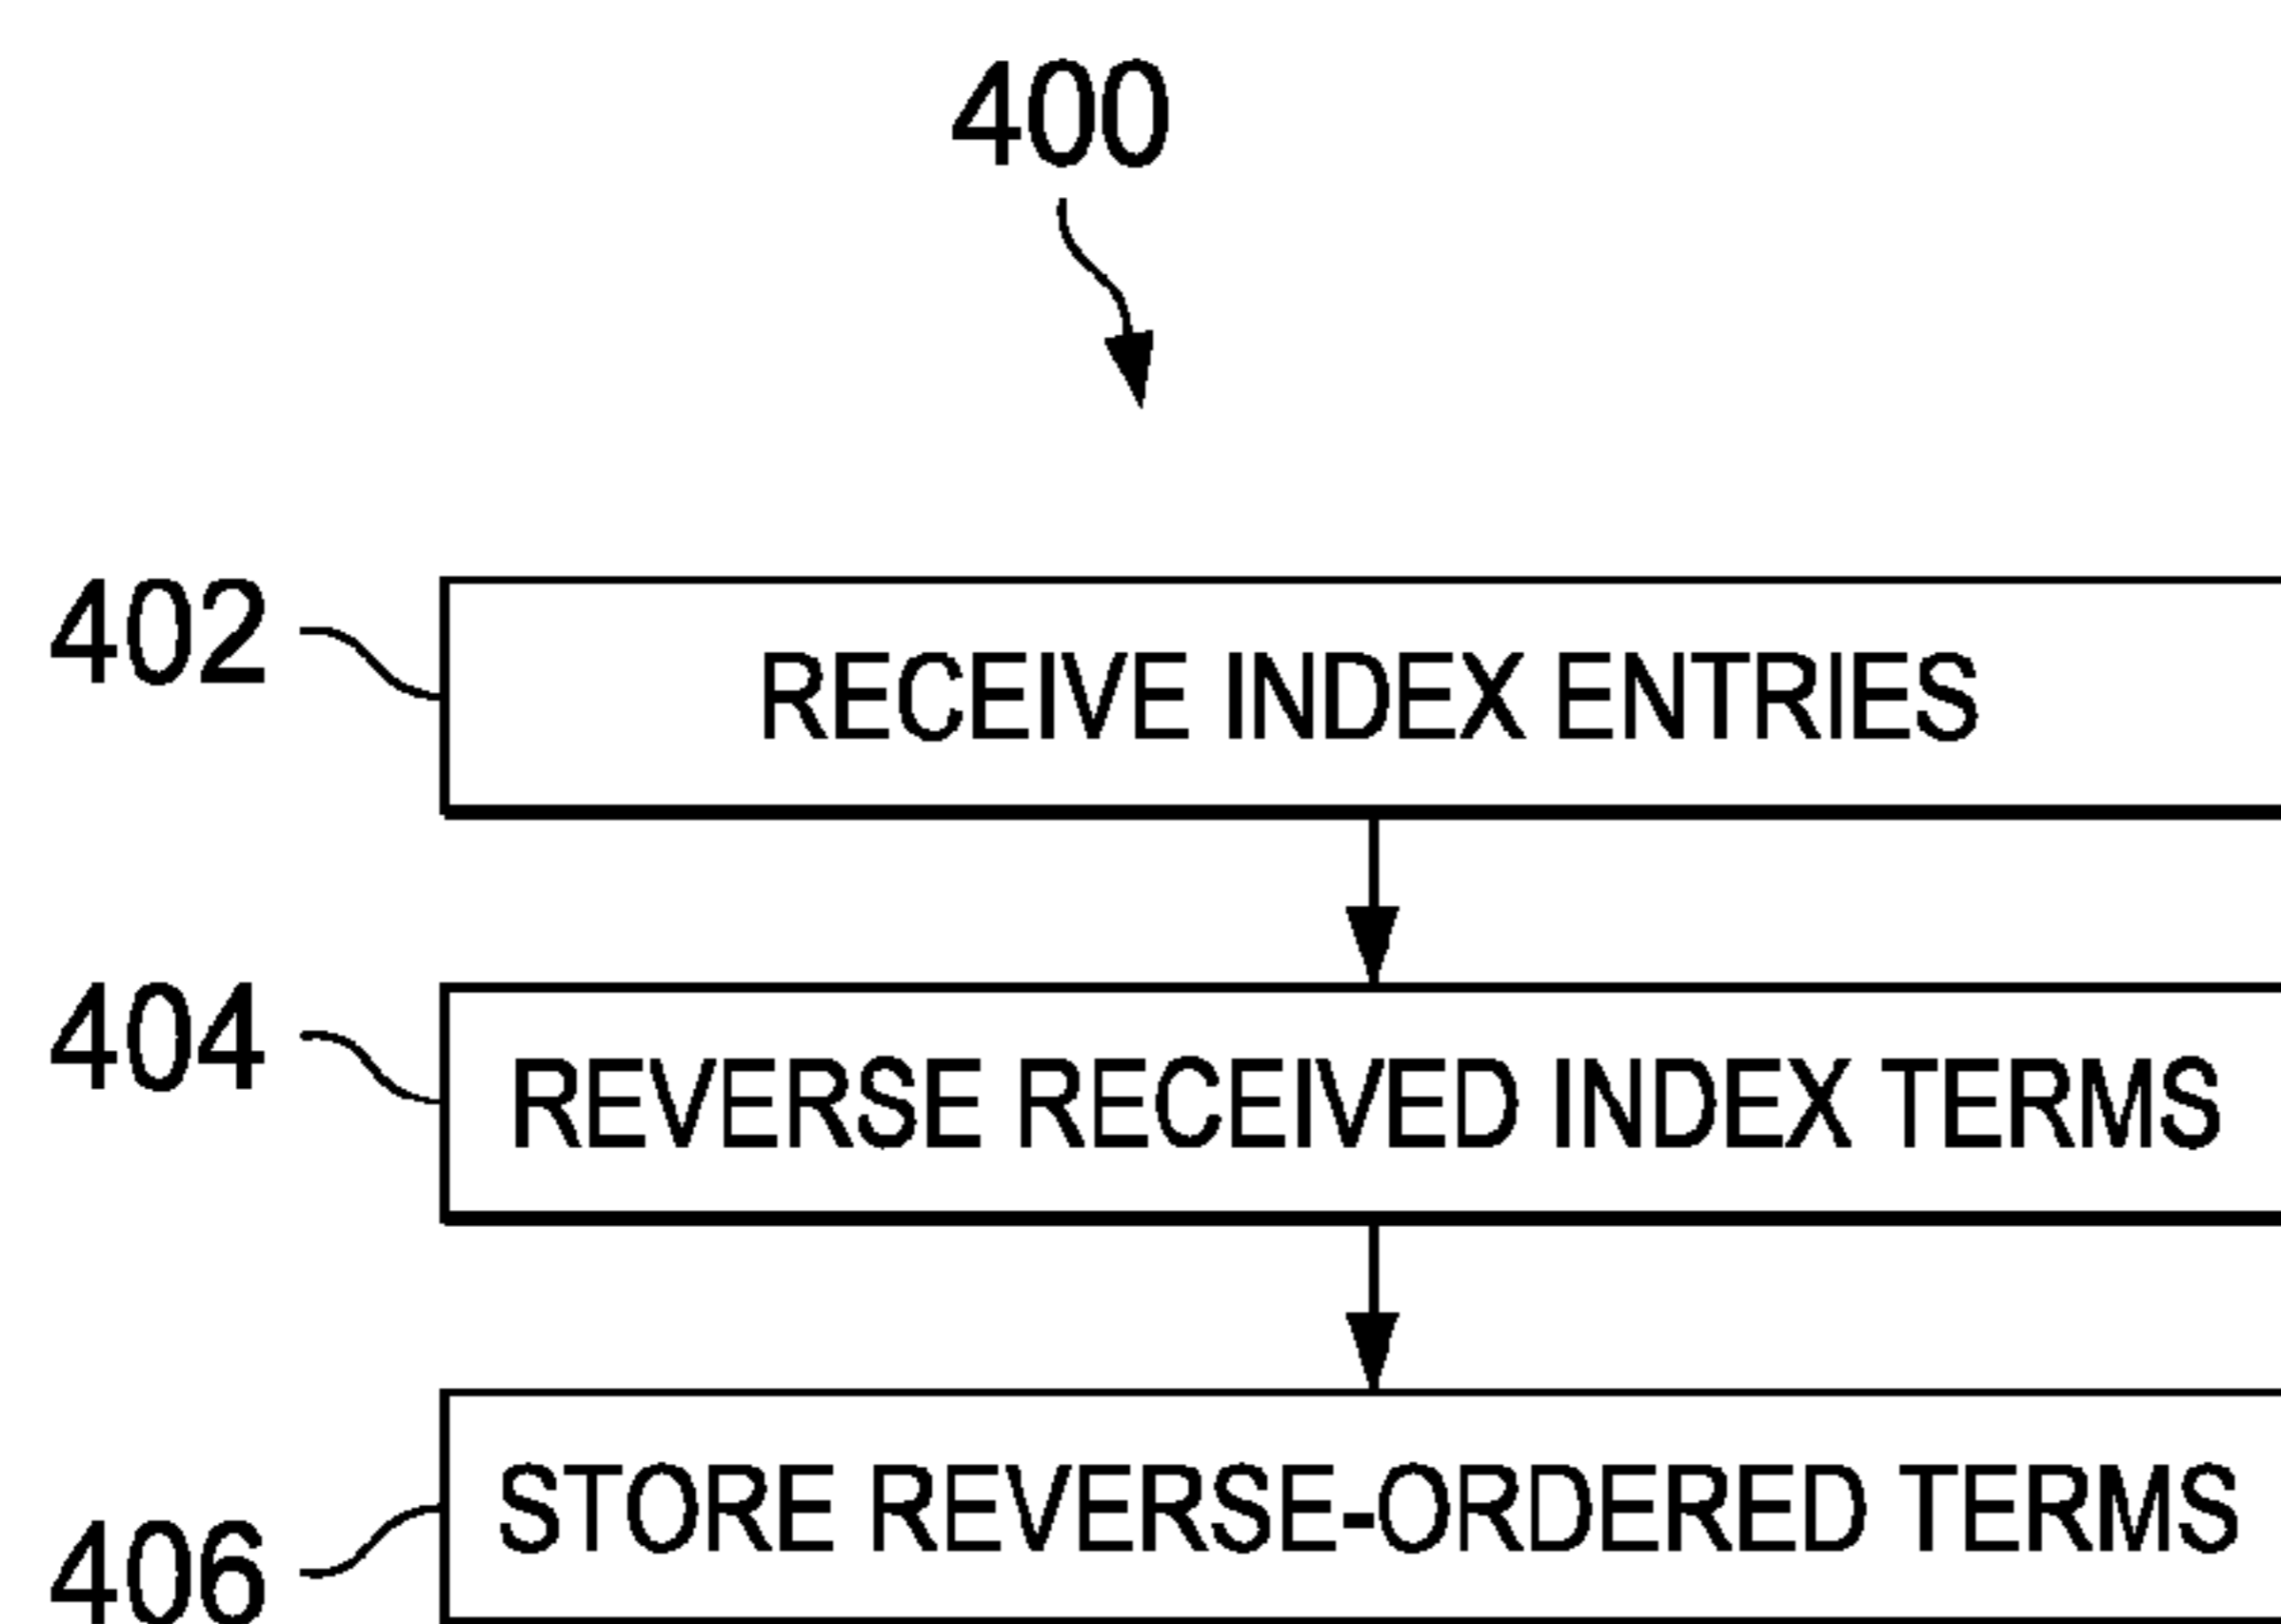 400
402
RECEIVE INDEX ENTRIES
404
REVERSE RECEIVED INDEX TERMS
STORE REVERSE-ORDERED TERMS
406